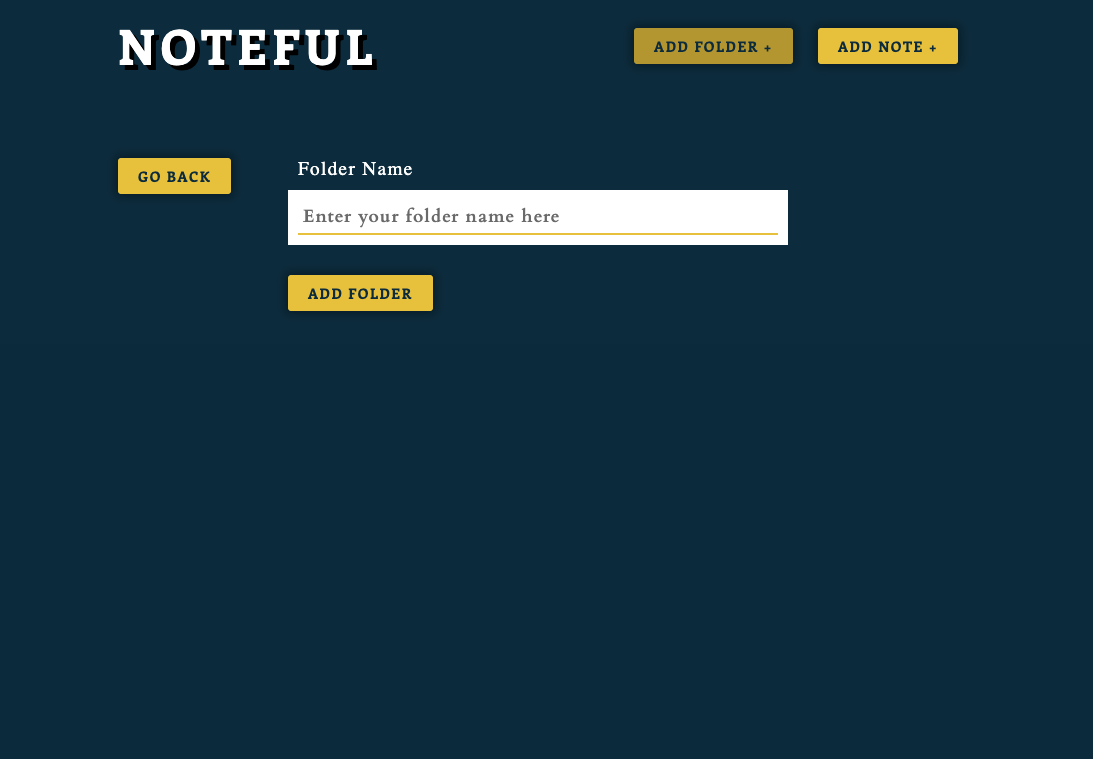 NOTEFUL
ADD FOLDER +
ADD NOTE +
GO BACK
Folder Name
Enter your folder name here
ADD FOLDER